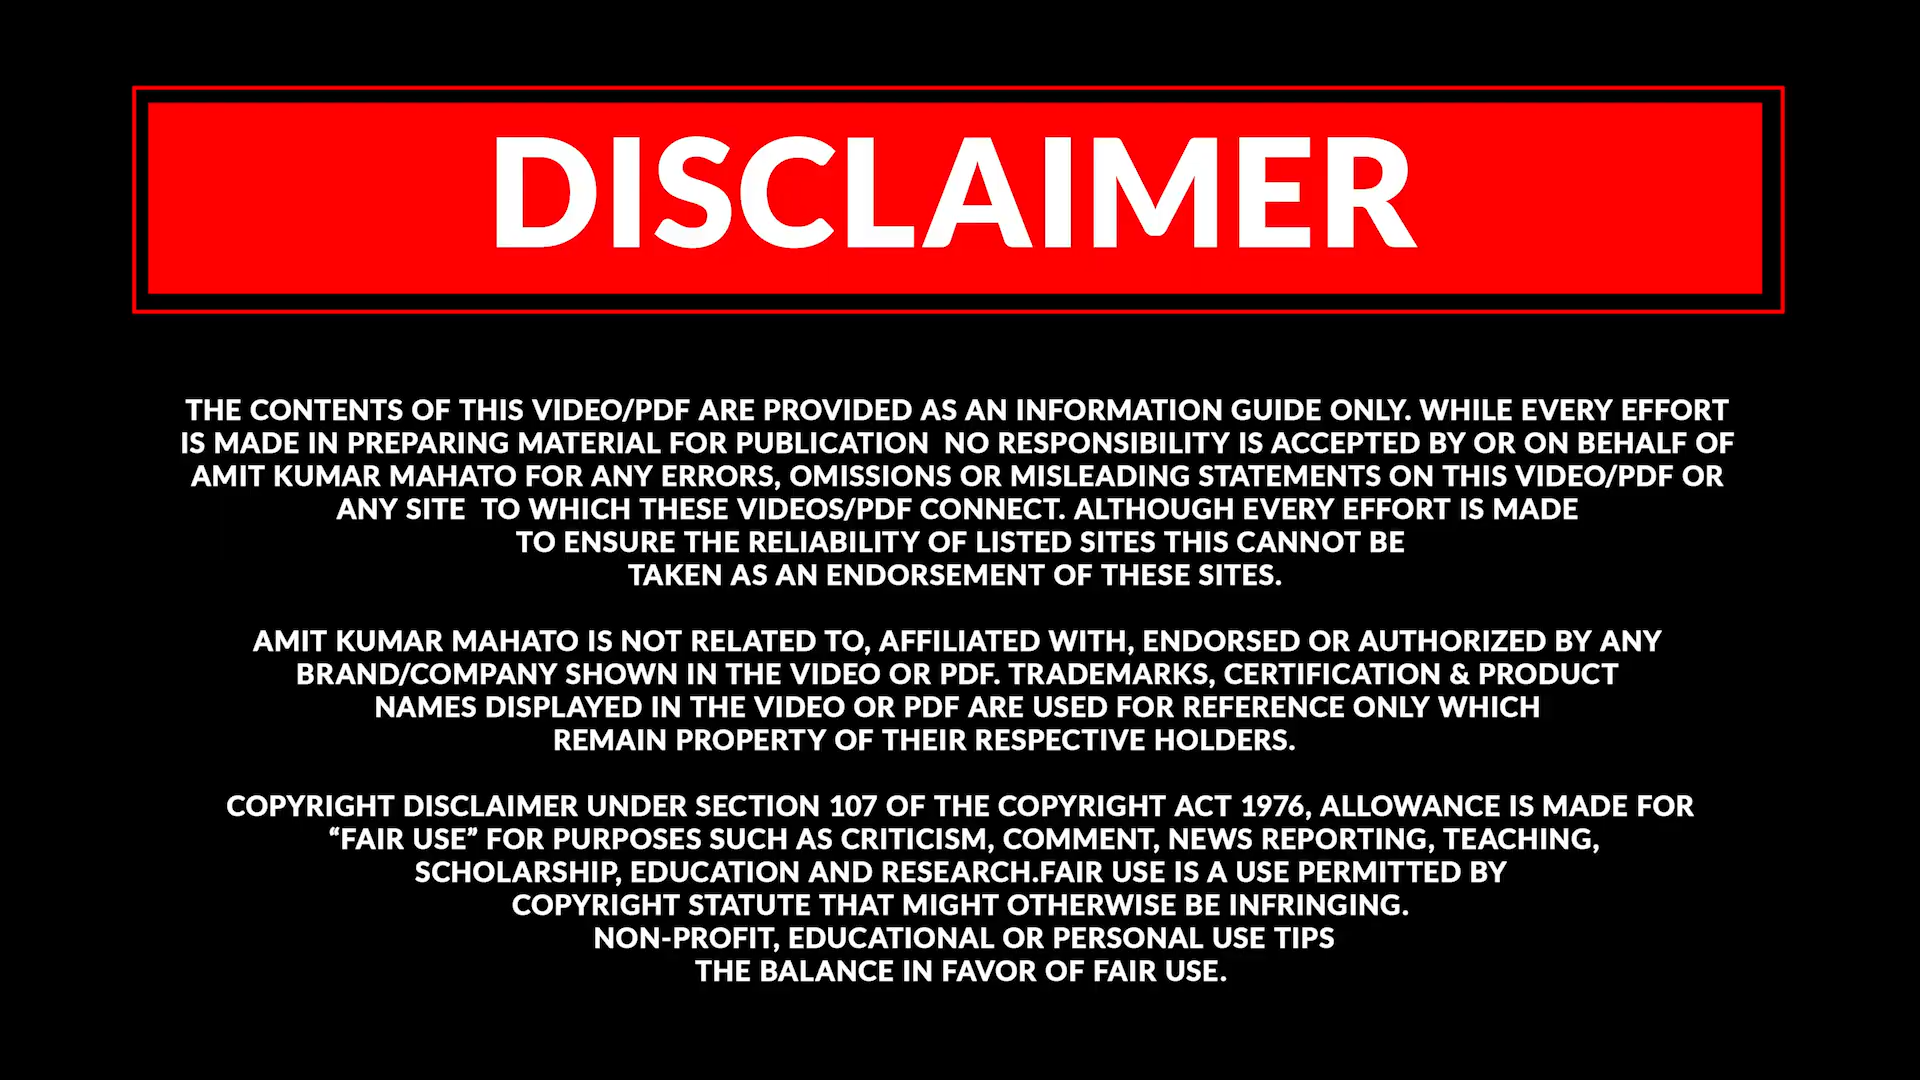 DISCLAIMER
THE CONTENTS OF THIS VIDEO/PDF ARE PROVIDED AS AN INFORMATION GUIDE ONLY. WHILE EVERY EFFORT
IS MADE IN PREPARING MATERIAL FOR PUBLICATION  NO RESPONSIBILITY IS ACCEPTED BY OR ON BEHALF OF
AMIT KUMAR MAHATO FOR ANY ERRORS, OMISSIONS OR MISLEADING STATEMENTS ON THIS VIDEO/PDF OR
ANY SITE  TO WHICH THESE VIDEOS/PDF CONNECT. ALTHOUGH EVERY EFFORT IS MADE
TO ENSURE THE RELIABILITY OF LISTED SITES THIS CANNOT BE
TAKEN AS AN ENDORSEMENT OF THESE SITES.
AMIT KUMAR MAHATO IS NOT RELATED TO, AFFILIATED WITH, ENDORSED OR AUTHORIZED BY ANY
BRAND/COMPANY SHOWN IN THE VIDEO OR PDF. TRADEMARKS, CERTIFICATION & PRODUCT
NAMES DISPLAYED IN THE VIDEO OR PDF ARE USED FOR REFERENCE ONLY WHICH
REMAIN PROPERTY OF THEIR RESPECTIVE HOLDERS.
COPYRIGHT DISCLAIMER UNDER SECTION 107 OF THE COPYRIGHT ACT 1976, ALLOWANCE IS MADE FOR
“FAIR USE” FOR PURPOSES SUCH AS CRITICISM, COMMENT, NEWS REPORTING, TEACHING,
SCHOLARSHIP, EDUCATION AND RESEARCH.FAIR USE IS A USE PERMITTED BY
COPYRIGHT STATUTE THAT MIGHT OTHERWISE BE INFRINGING.
NON-PROFIT, EDUCATIONAL OR PERSONAL USE TIPS
THE BALANCE IN FAVOR OF FAIR USE.